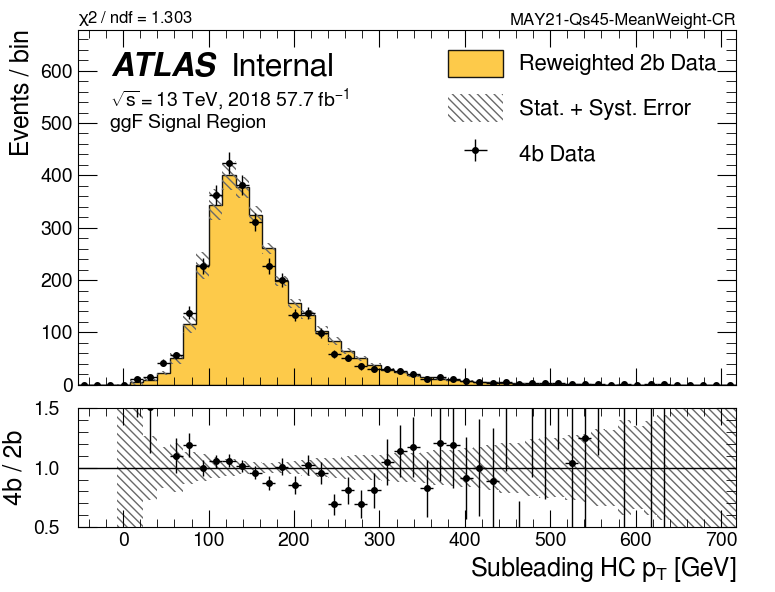 χ2 / ndf = 1.303
MAY21-Qs45-MeanWeight-CR
ATLAS Internal
√s = 13 TeV, 2018 57.7 fb⁻¹
ggF Signal Region
Reweighted 2b Data
Stat. + Syst. Error
4b Data
Events / bin
600
500
400
300
200
100
0
4b / 2b
1.5
1.0
0.5
0 100 200 300 400 500 600 700
Subleading HC p_T [GeV]